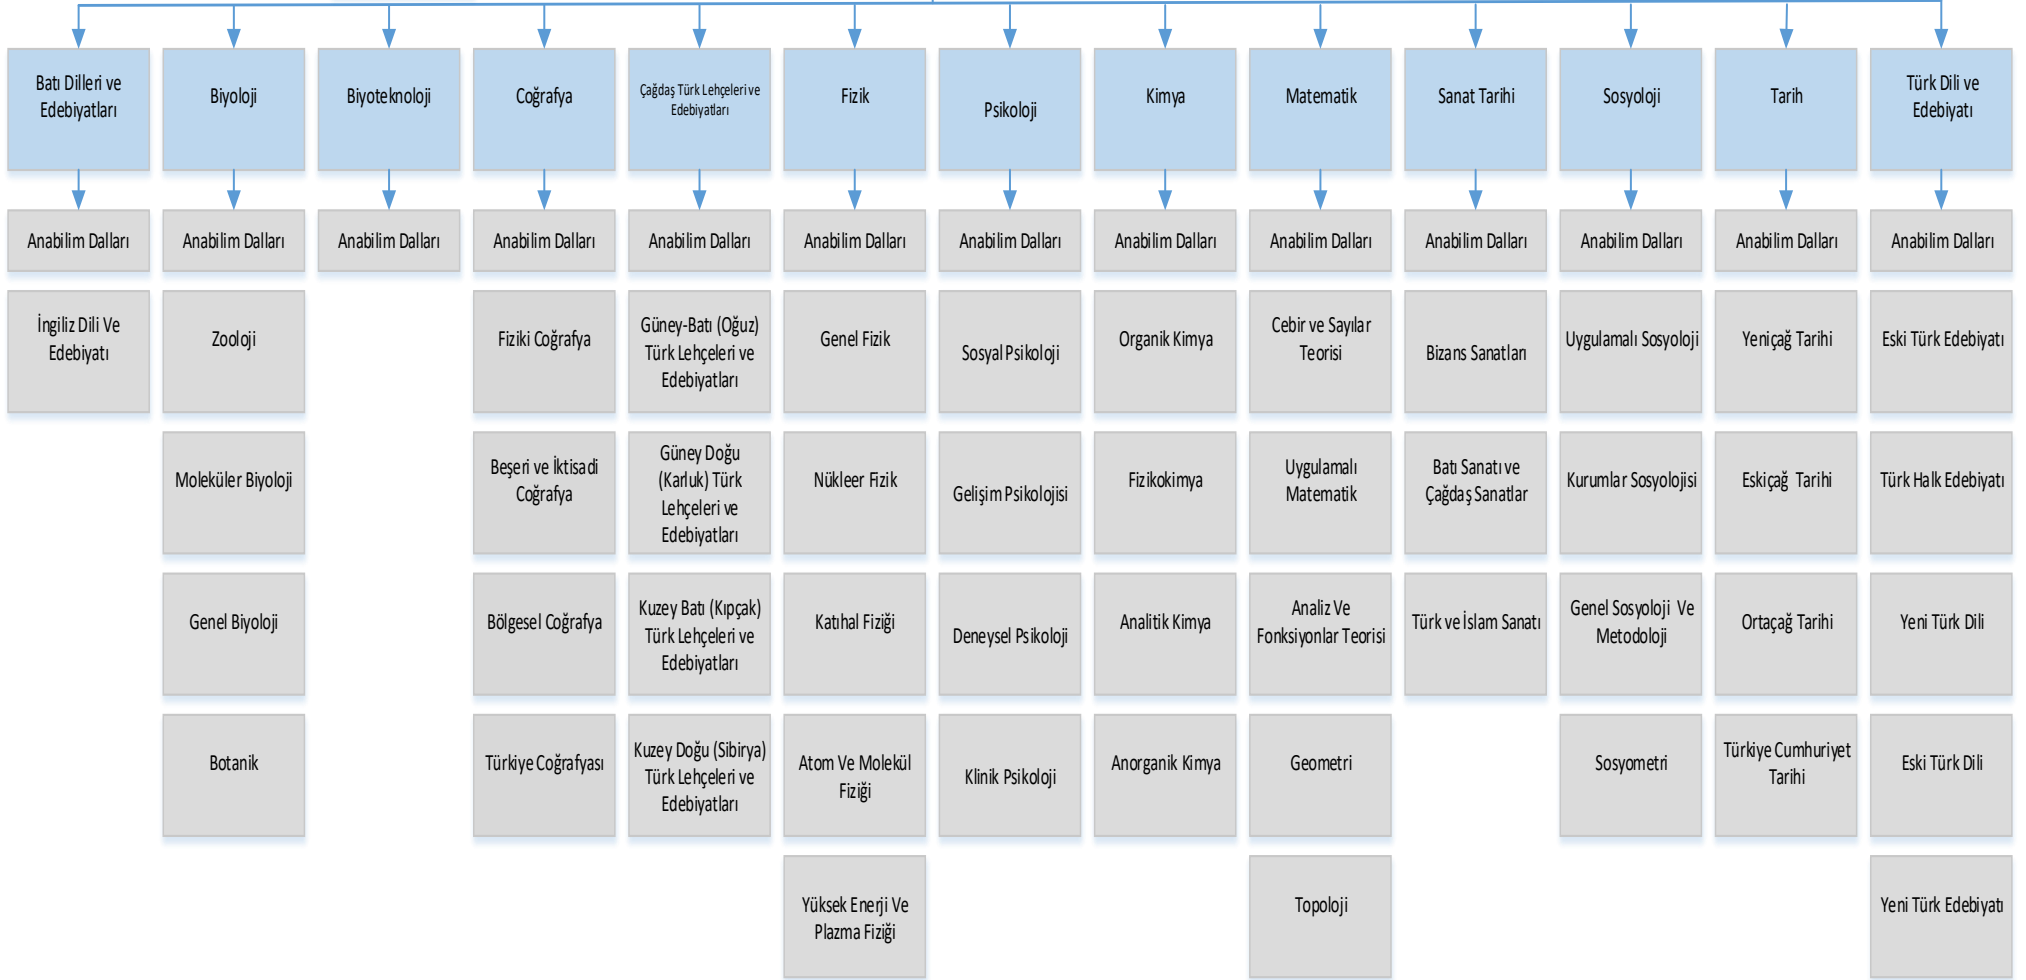 Batı Dilleri ve
Edebiyatları
Biyoloji
Biyoteknoloji
Coğrafya
Çağdaş Türk Lehçeleri ve
Edebiyatları
Fizik
Psikoloji
Kimya
Matematik
Sanat Tarihi
Sosyoloji
Tarih
Türk Dili ve
Edebiyatı
Anabilim Dalları
Anabilim Dalları
Anabilim Dalları
Anabilim Dalları
Anabilim Dalları
Anabilim Dalları
Anabilim Dalları
Anabilim Dalları
Anabilim Dalları
Anabilim Dalları
Anabilim Dalları
Anabilim Dalları
Anabilim Dalları
İngiliz Dili Ve
Edebiyatı
Zooloji
Fiziki Coğrafya
Güney-Batı (Oğuz)
Türk Lehçeleri ve
Edebiyatları
Genel Fizik
Sosyal Psikoloji
Organik Kimya
Cebir ve Sayılar
Teorisi
Bizans Sanatları
Uygulamalı Sosyoloji
Yeniçağ Tarihi
Eski Türk Edebiyatı
Moleküler Biyoloji
Beşeri ve İktisadi
Coğrafya
Güney Doğu
(Karluk) Türk
Lehçeleri ve
Edebiyatları
Nükleer Fizik
Gelişim Psikolojisi
Fizikokimya
Uygulamalı
Matematik
Batı Sanatı ve
Çağdaş Sanatlar
Kurumlar Sosyolojisi
Eskiçağ Tarihi
Türk Halk Edebiyatı
Genel Biyoloji
Bölgesel Coğrafya
Kuzey Batı (Kıpçak)
Türk Lehçeleri ve
Edebiyatları
Katıhal Fiziği
Deneysel Psikoloji
Analitik Kimya
Analiz Ve
Fonksiyonlar Teorisi
Türk ve İslam Sanatı
Genel Sosyoloji Ve
Metodoloji
Ortaçağ Tarihi
Yeni Türk Dili
Botanik
Türkiye Coğrafyası
Kuzey Doğu (Sibirya)
Türk Lehçeleri ve
Edebiyatları
Atom Ve Molekül
Fiziği
Klinik Psikoloji
Anorganik Kimya
Geometri
Sosyometri
Türkiye Cumhuriyet
Tarihi
Eski Türk Dili
Yüksek Enerji Ve
Plazma Fiziği
Topoloji
Yeni Türk Edebiyatı